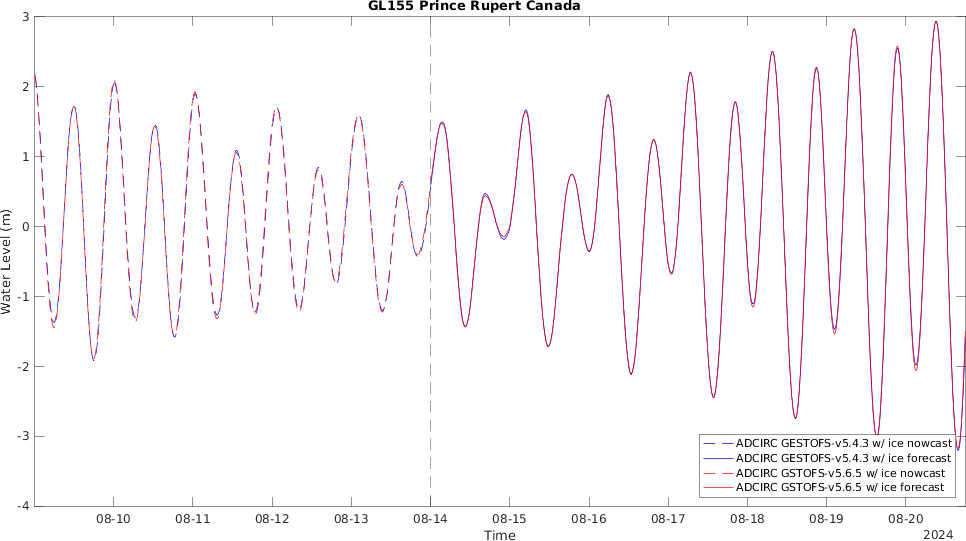 GL155 Prince Rupert Canada
3
2
1
0
-1
-2
-3
-4
Water Level (m)
ADCIRC GESTOFS-v5.4.3 w/ ice nowcast
ADCIRC GESTOFS-v5.4.3 w/ ice forecast
ADCIRC GSTOFS-v5.6.5 w/ ice nowcast
ADCIRC GSTOFS-v5.6.5 w/ ice forecast
08-10 08-11 08-12 08-13 08-14 08-15 08-16 08-17 08-18 08-19 08-20
Time
2024